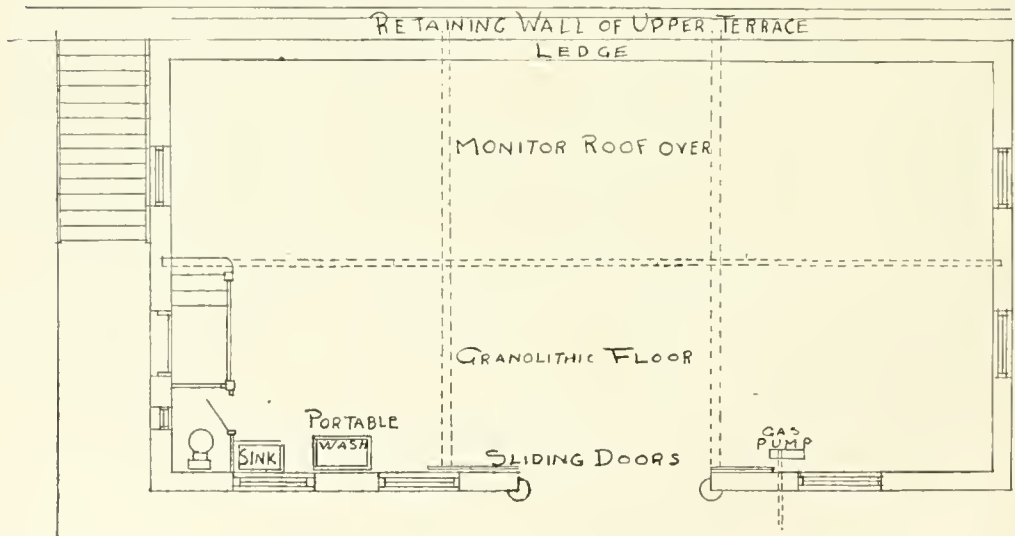 RETAINING WALL OF UPPER TERRACE
LEDGE
MONITOR ROOF OVER
GRANOLITHIC FLOOR
PORTABLE
WASH
SINK
SLIDING DOORS
GAS
PUMP